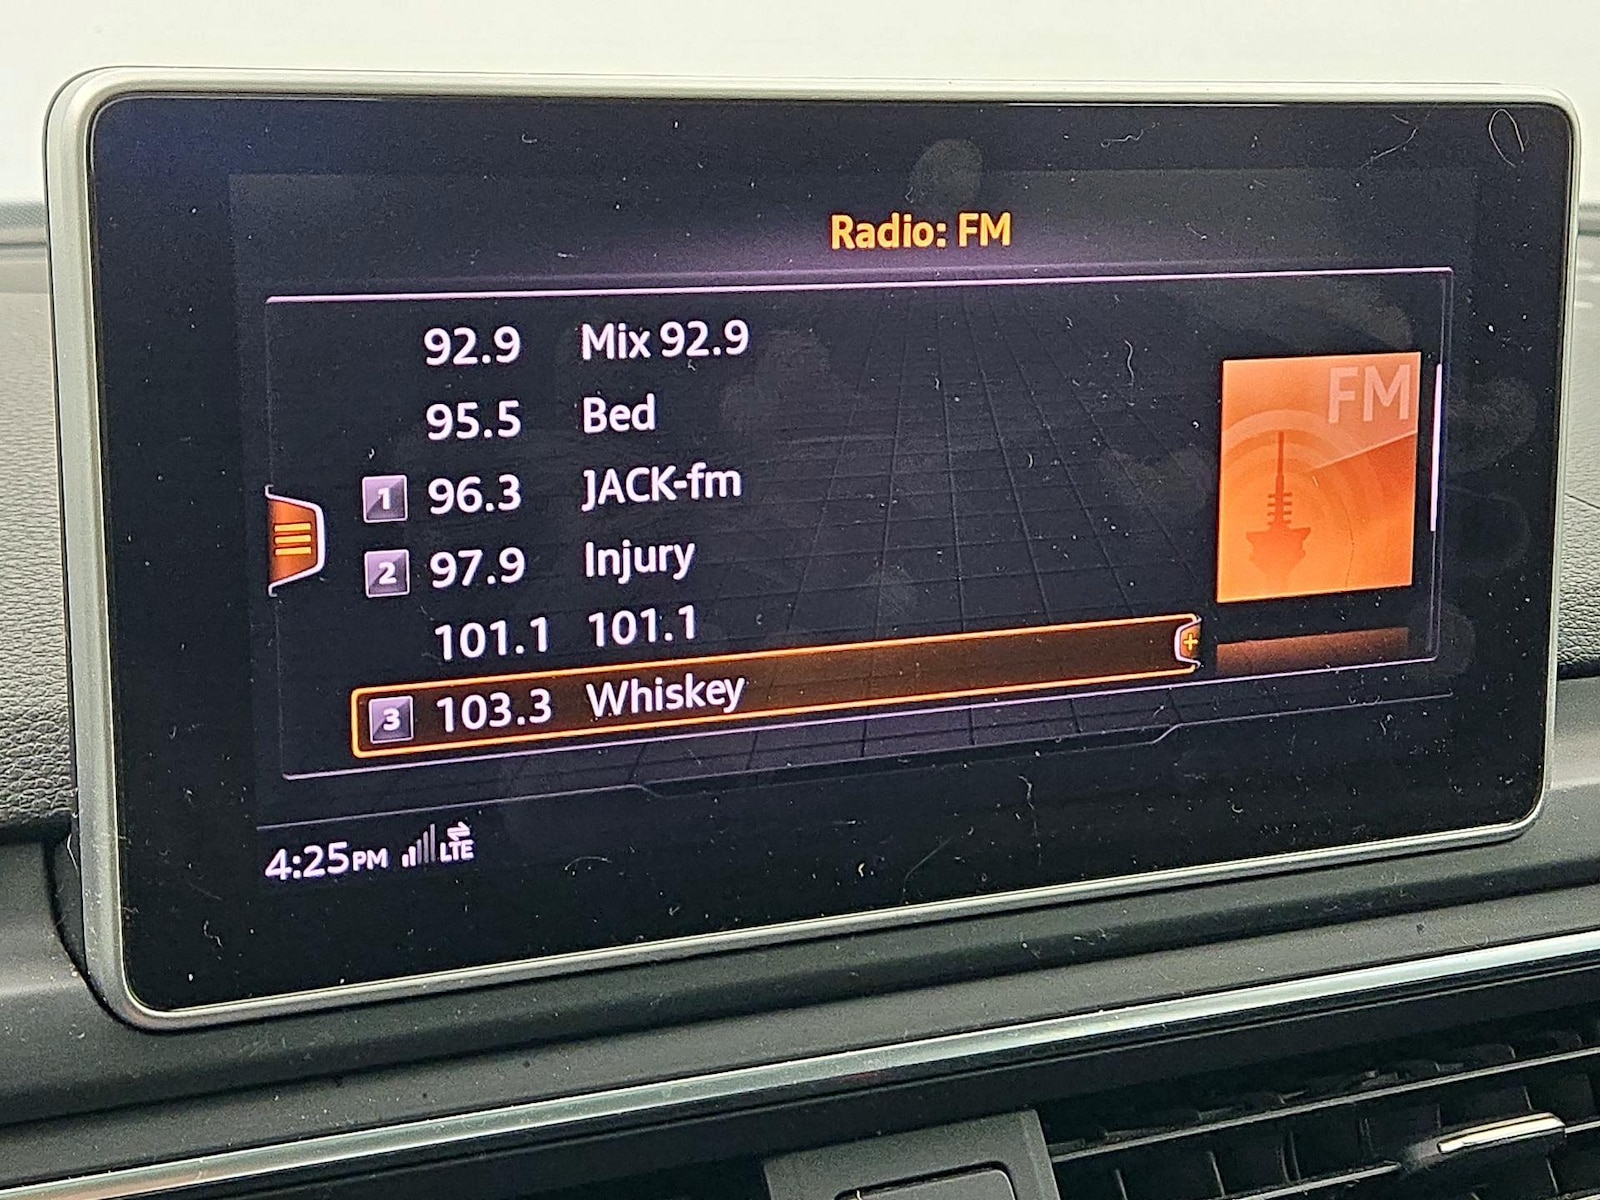 Radio: FM
92.9 Mix 92.9
95.5 Bed
1 96.3 JACK-fm
2 97.9 Injury
101.1 101.1
3 103.3 Whiskey
FM
4:25PM LTE